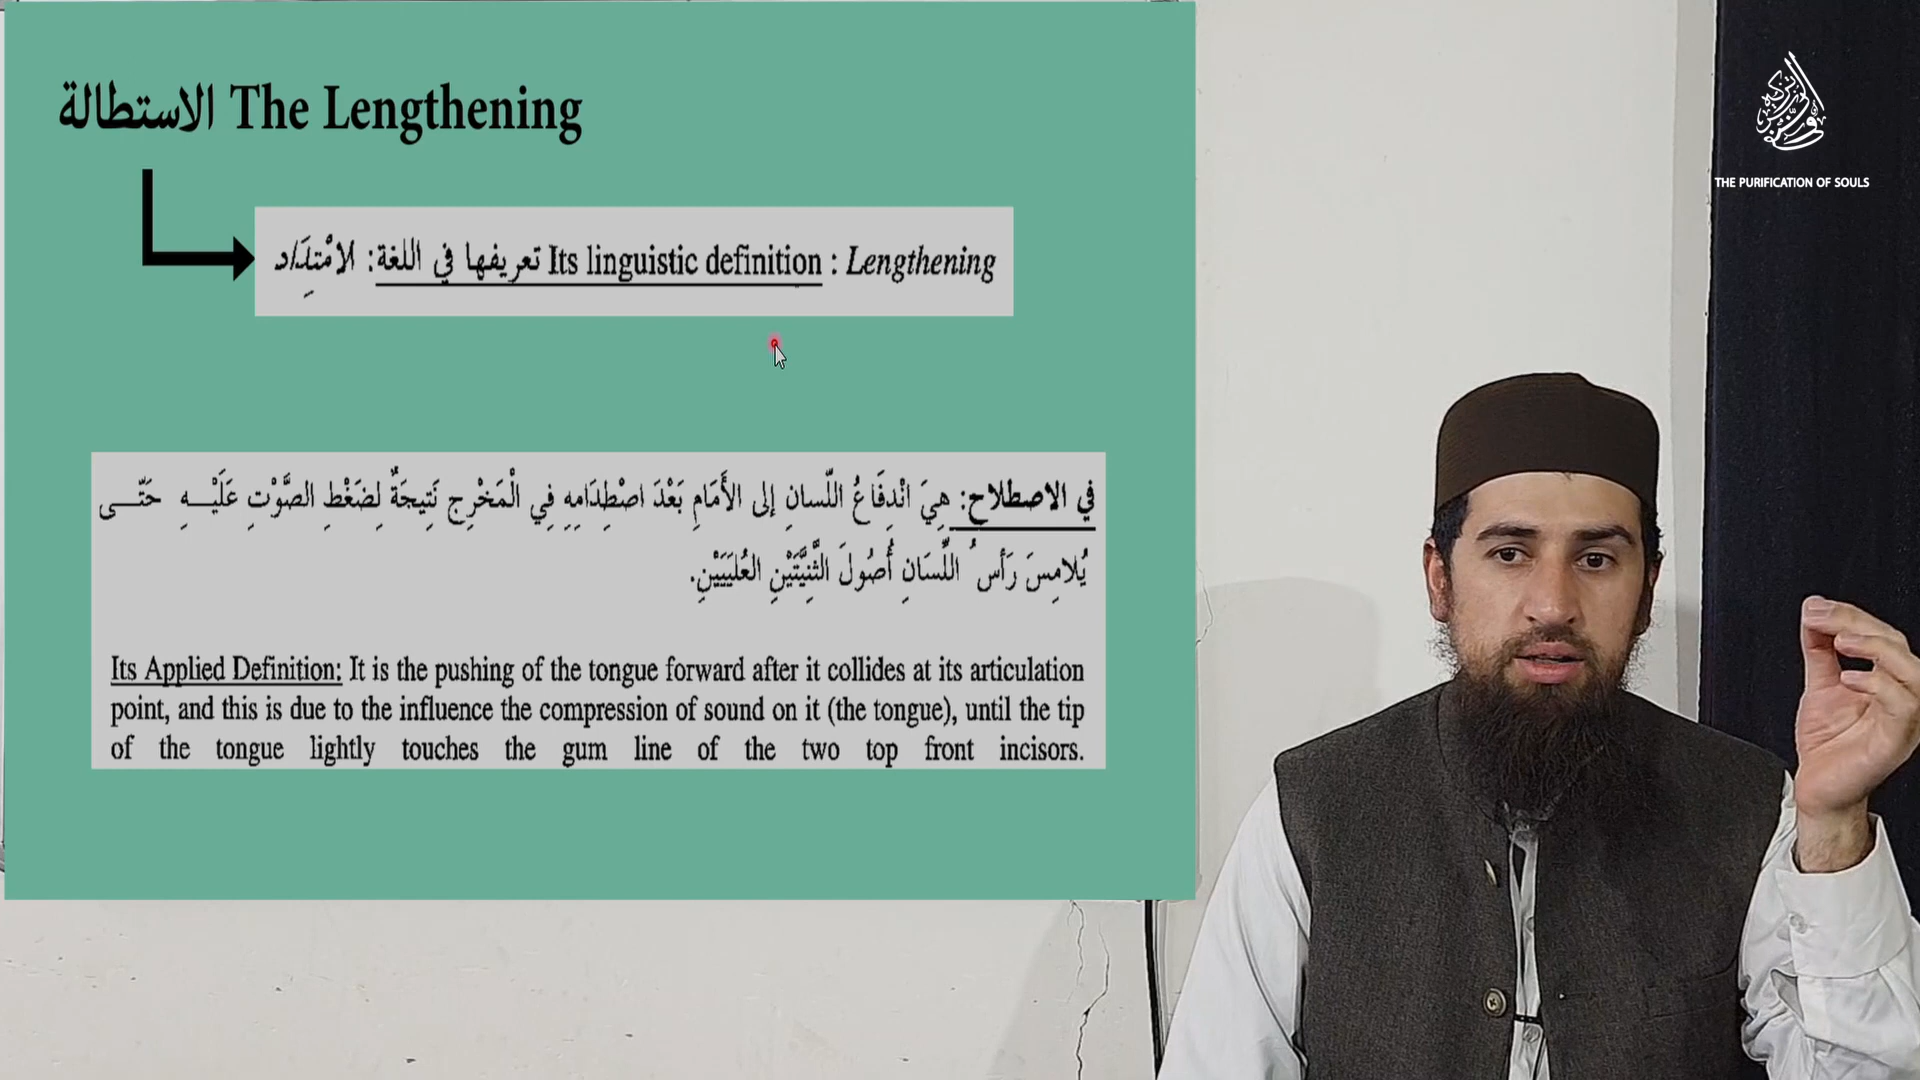 الاستطالة The Lengthening
تعريفها في اللغة: لامْتِدَاد Its linguistic definition : Lengthening
في الاصطلاح: هِيَ انْدِفَاعُ اللّسانِ إلى الأَمَامِ بَعْدَ اصْطِدَامِهِ فِي الْمَخْرِج نَتِيجَةٌ لِضَغْطِ الصَّوْتِ عَلَيْـــهِ حَتّـــى
يُلامِسَ رَأسُ اللِّسَانِ أُصُولَ الثَّنِيَّتَيْنِ العُليَيَيْنِ.
Its Applied Definition: It is the pushing of the tongue forward after it collides at its articulation
point, and this is due to the influence the compression of sound on it (the tongue), until the tip
of the tongue lightly touches the gum line of the two top front incisors.
THE PURIFICATION OF SOULS